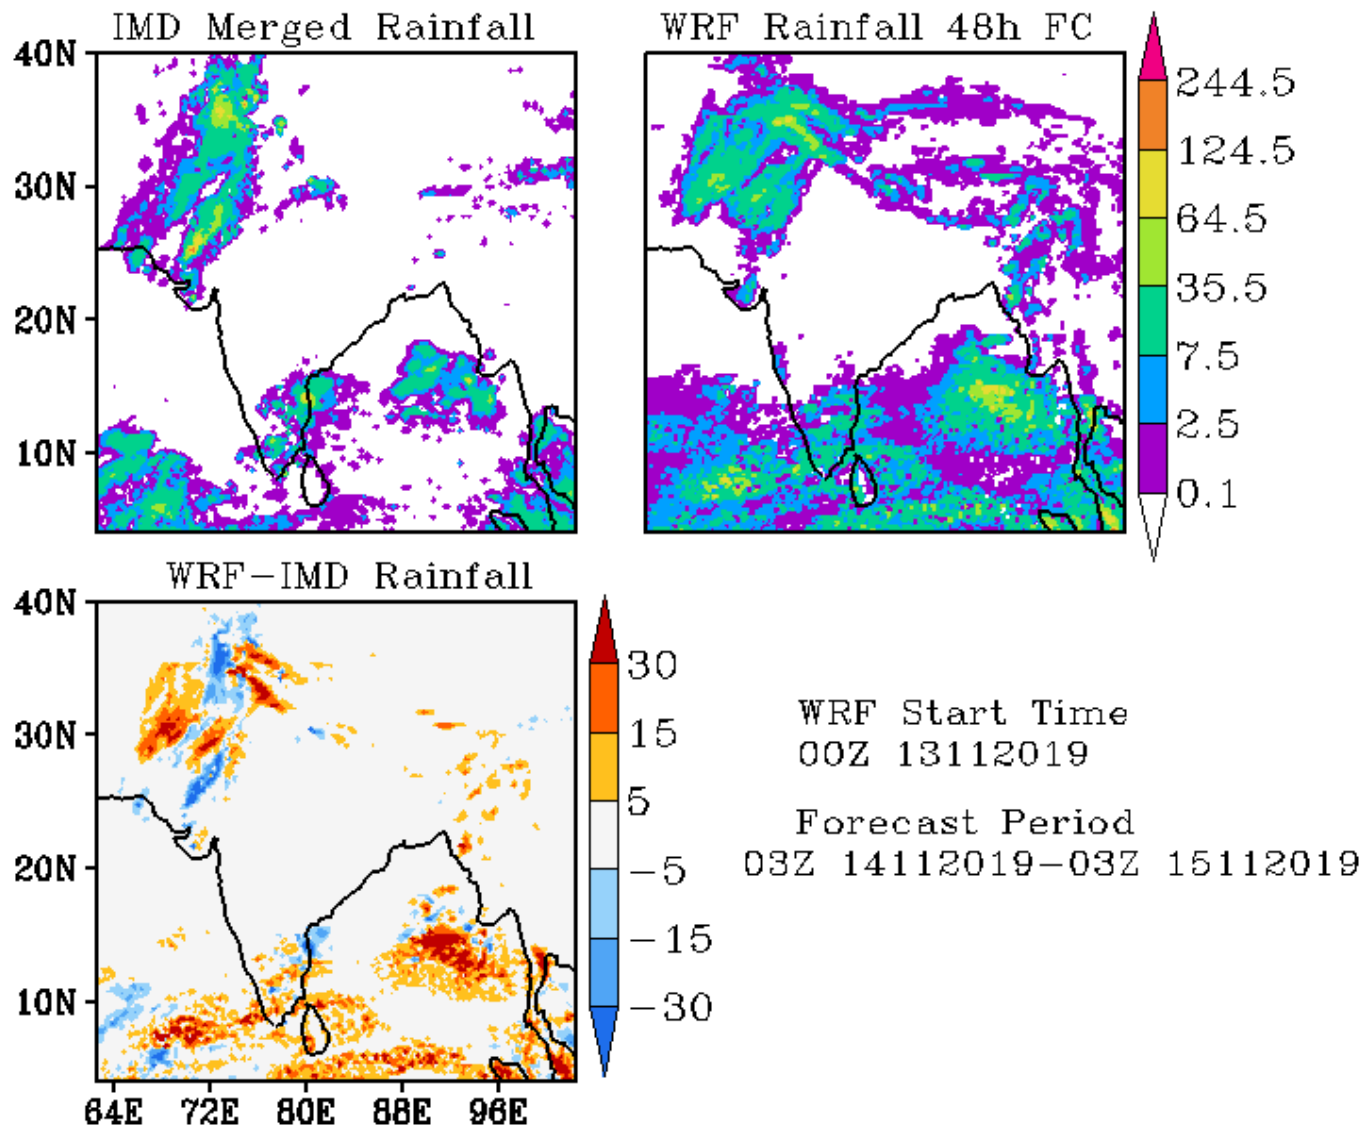 IMD Merged Rainfall
WRF Rainfall 48h FC
40N
30N
20N
10N
244.5
124.5
64.5
35.5
7.5
2.5
0.1
WRF-IMD Rainfall
40N
30N
20N
10N
64E 72E 80E 88E 96E
30
15
5
-5
-15
-30
WRF Start Time
00Z 13112019
Forecast Period
03Z 14112019-03Z 15112019